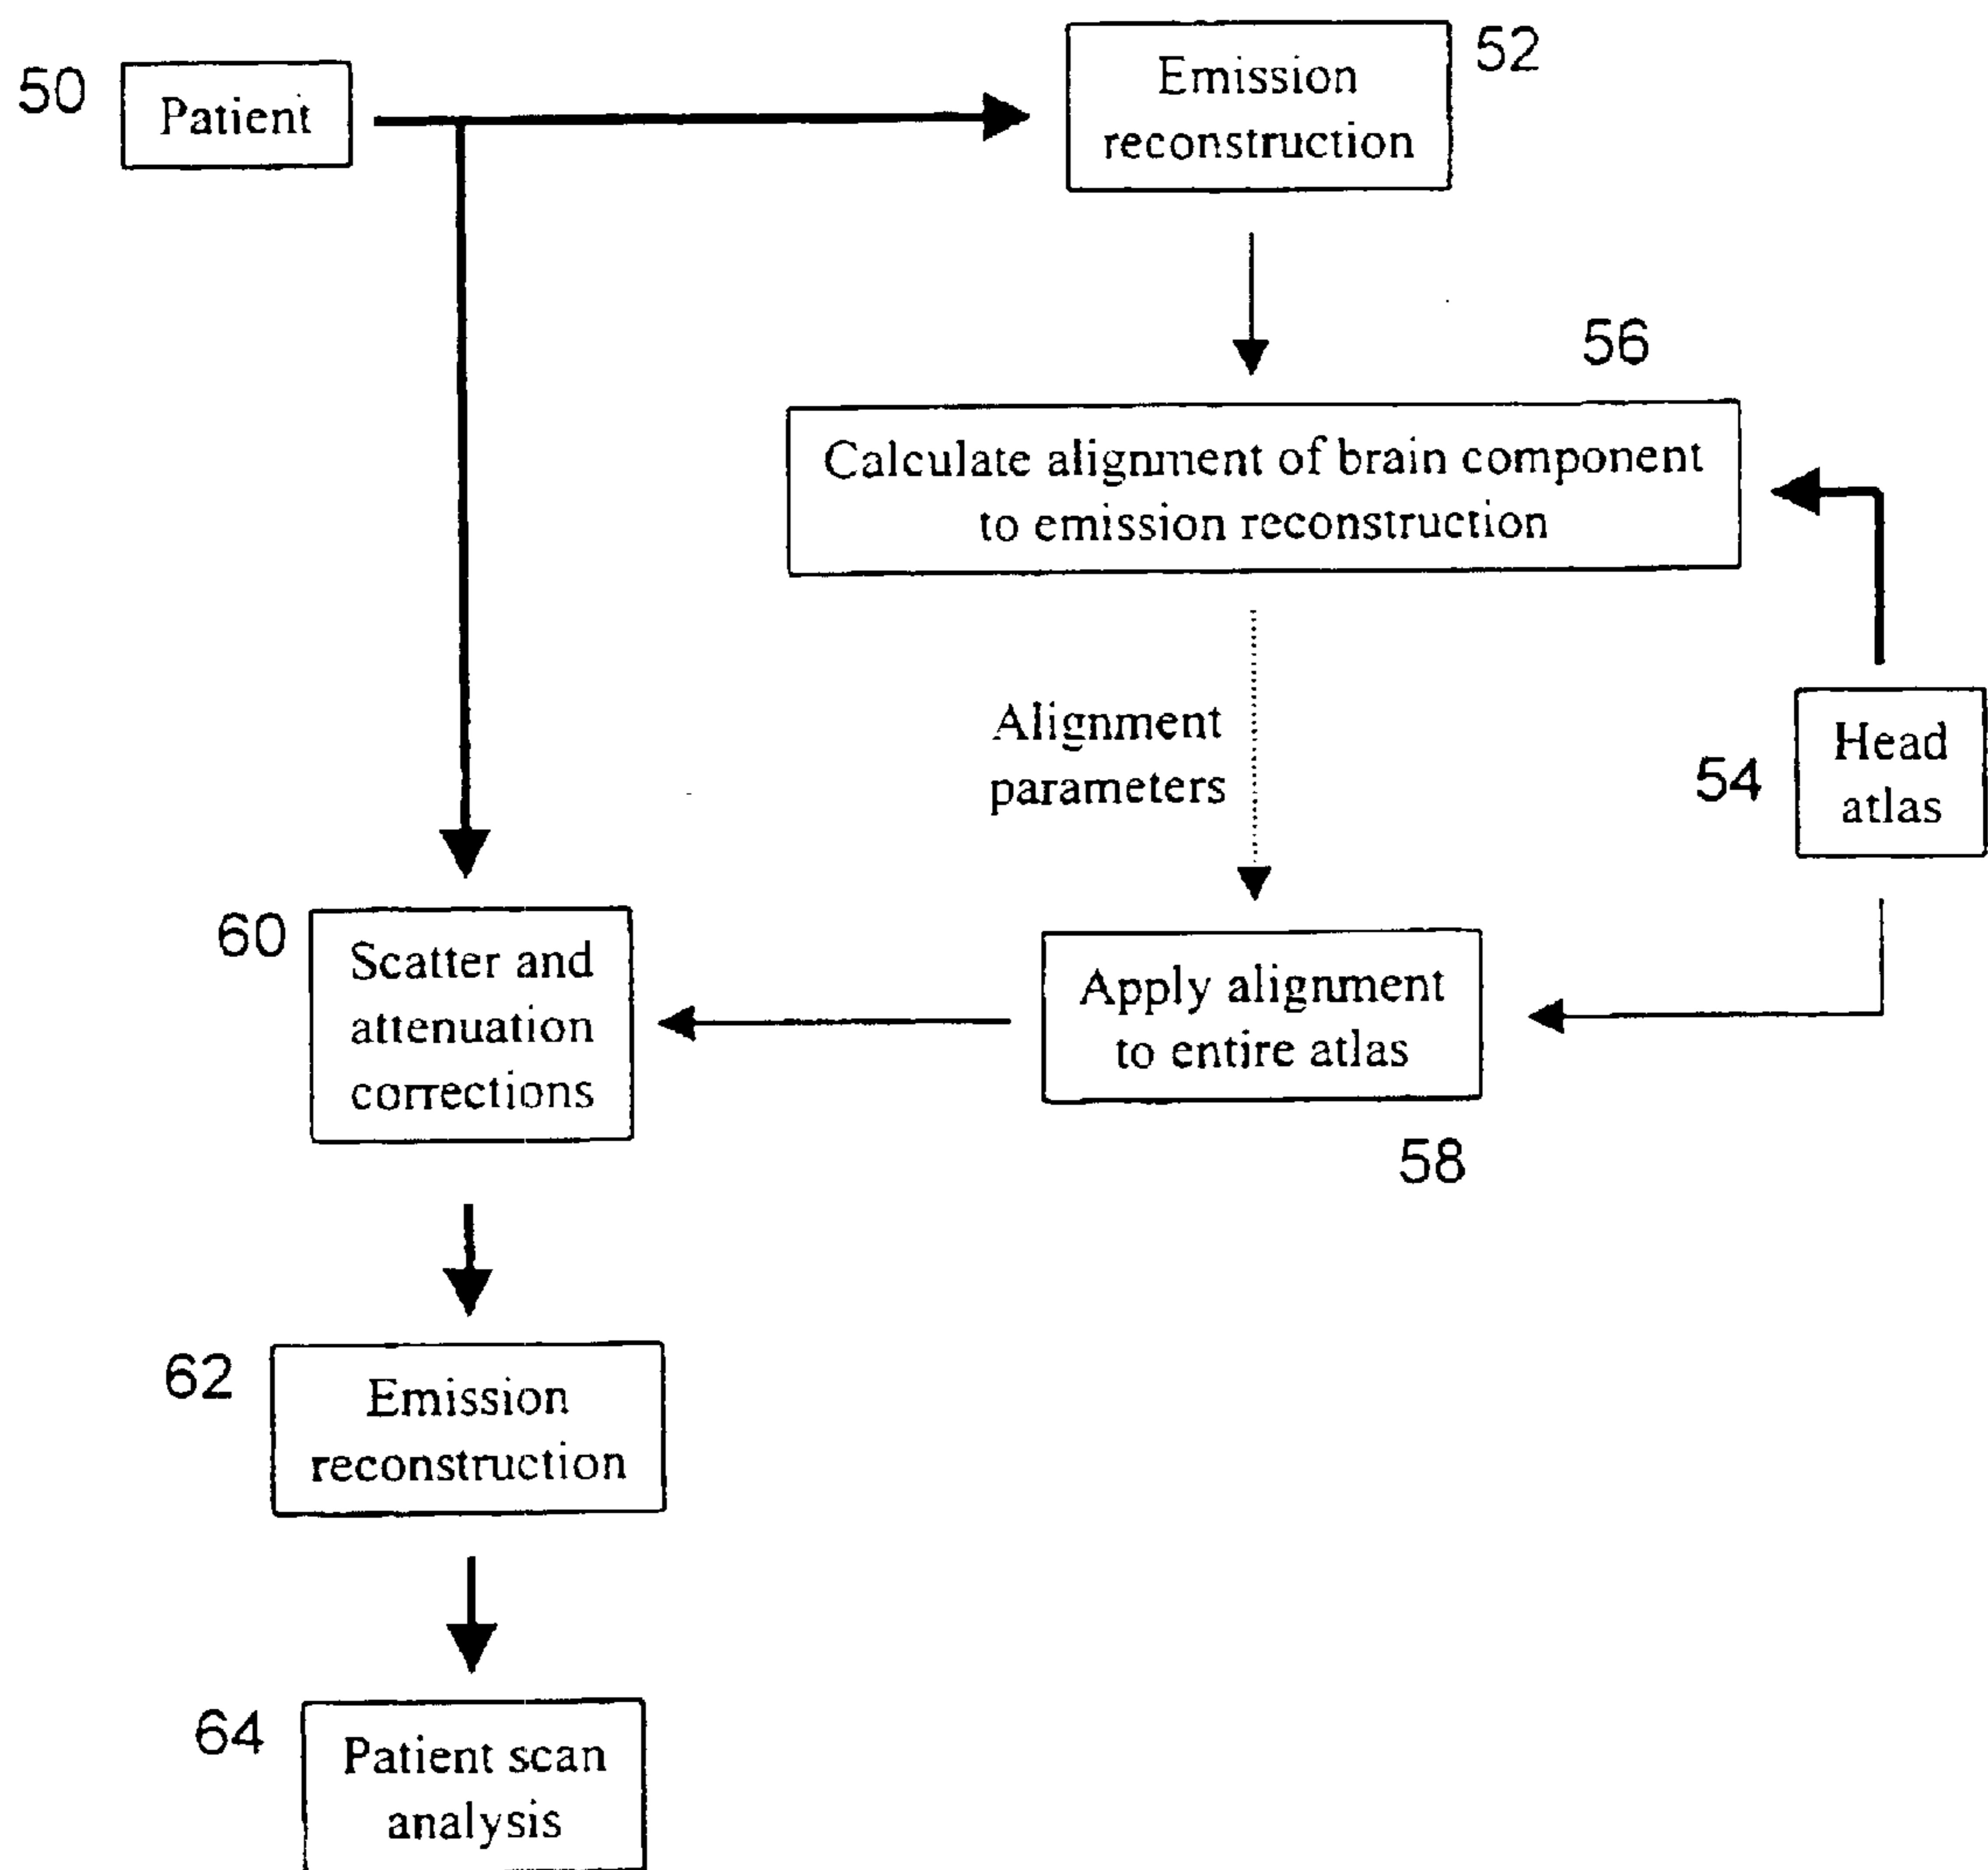 50
Patient
Emission
reconstruction
52
56
Calculate alignment of brain component
to emission reconstruction
Alignment
parameters
54
Head
atlas
60
Scatter and
attenuation
corrections
Apply alignment
to entire atlas
58
62
Emission
reconstruction
64
Patient scan
analysis